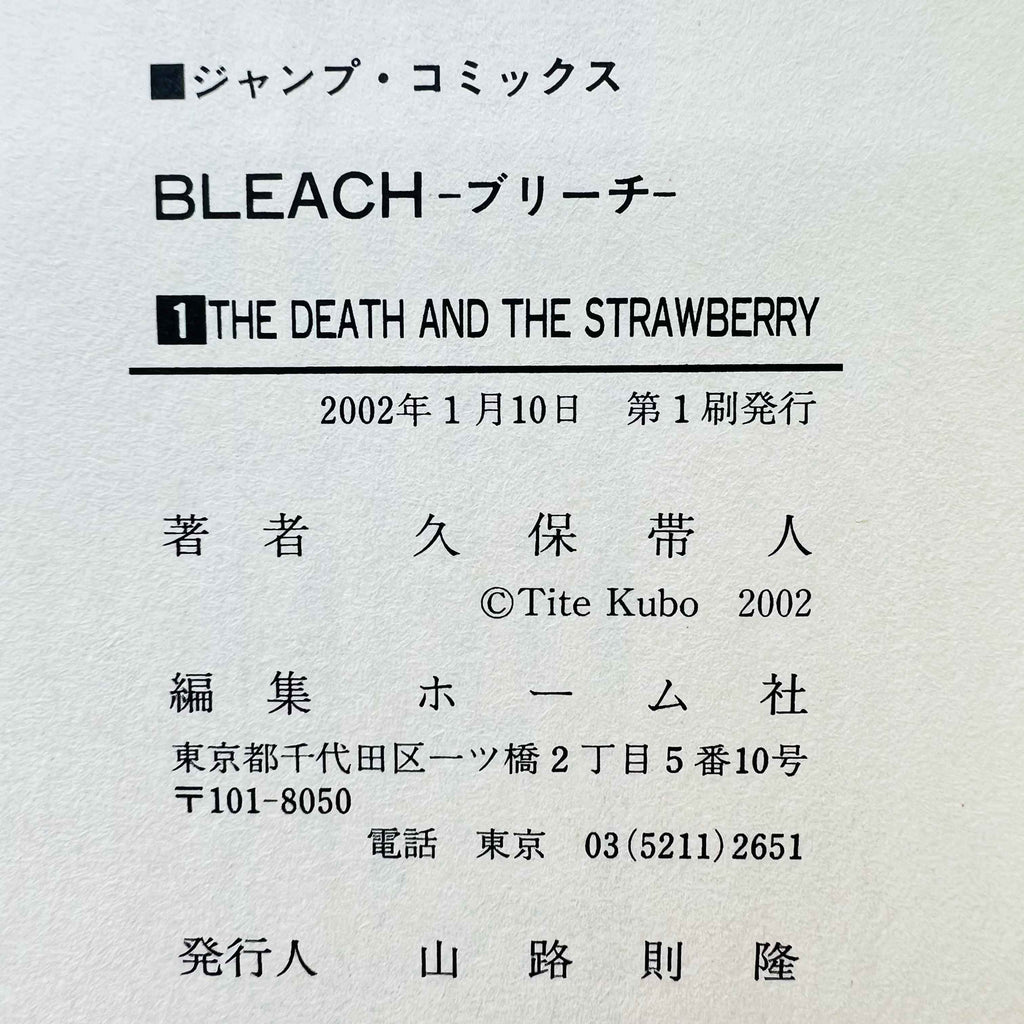 ■ジャンプ・コミックス
BLEACH-ブリーチ-
1 THE DEATH AND THE STRAWBERRY
2002年1月10日 第1刷発行
著者 久保帯人
©Tite Kubo 2002
編集 ホーム社
東京都千代田区一ツ橋2丁目5番10号
〒101-8050
電話 東京 03(5211)2651
発行人 山路則隆